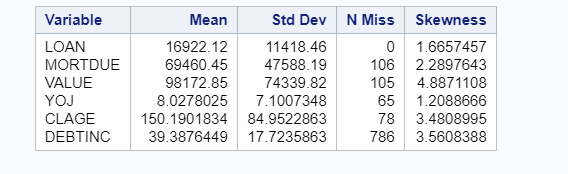 Variable Mean Std Dev N Miss Skewness
LOAN 16922.12 11418.46 0 1.6657457
MORTDUE 69460.45 47588.19 106 2.2897643
VALUE 98172.85 74339.82 105 4.8871108
YOJ 8.0278025 7.1007348 65 1.2088666
CLAGE 150.1901834 84.9522863 78 3.4808995
DEBTINC 39.3876449 17.7235863 786 3.5608388